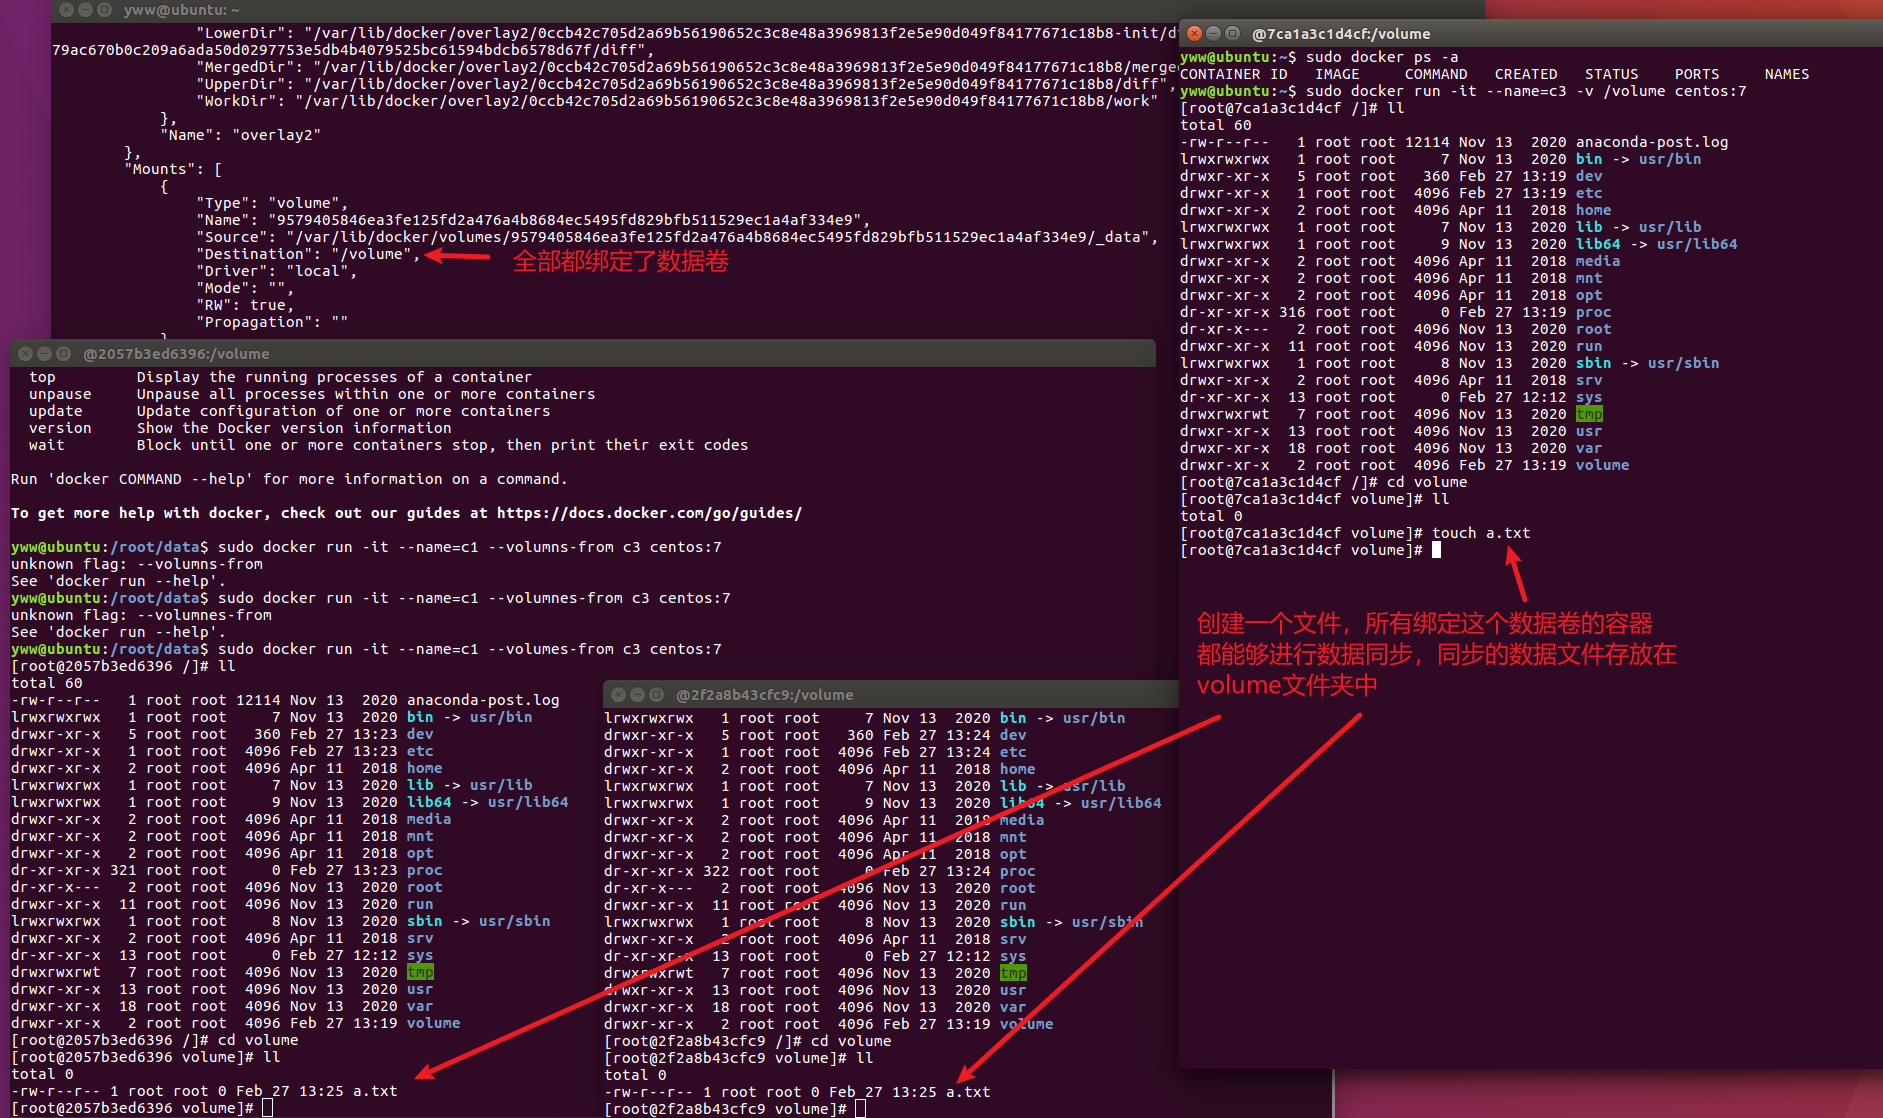 yww@ubuntu: ~
"LowerDir": "/var/lib/docker/overlay2/0ccb42c705d2a69b56190652c3c8e48a3969813f2e5e90d049f84177671c18b8-init/di
79ac670b0c209a6ada50d0297753e5db4b4079525bc61594bdcb6578d67f/diff",
"MergedDir": "/var/lib/docker/overlay2/0ccb42c705d2a69b56190652c3c8e48a3969813f2e5e90d049f84177671c18b8/merged
"UpperDir": "/var/lib/docker/overlay2/0ccb42c705d2a69b56190652c3c8e48a3969813f2e5e90d049f84177671c18b8/diff",
"WorkDir": "/var/lib/docker/overlay2/0ccb42c705d2a69b56190652c3c8e48a3969813f2e5e90d049f84177671c18b8/work"
},
"Name": "overlay2"
},
"Mounts": [
{
"Type": "volume",
"Name": "9579405846ea3fe125fd2a476a4b8684ec5495fd829bfb511529ec1a4af334e9",
"Source": "/var/lib/docker/volumes/9579405846ea3fe125fd2a476a4b8684ec5495fd829bfb511529ec1a4af334e9/_data",
"Destination": "/volume",
全部都绑定了数据卷
"Driver": "local",
"Mode": "",
"RW": true,
"Propagation": ""
@2057b3ed6396:/volume
top         Display the running processes of a container
unpause     Unpause all processes within one or more containers
update      Update configuration of one or more containers
version     Show the Docker version information
wait        Block until one or more containers stop, then print their exit codes
Run 'docker COMMAND --help' for more information on a command.
To get more help with docker, check out our guides at https://docs.docker.com/go/guides/
yww@ubuntu:/root/data$ sudo docker run -it --name=c1 --volumns-from c3 centos:7
unknown flag: --volumns-from
See 'docker run --help'.
yww@ubuntu:/root/data$ sudo docker run -it --name=c1 --volumnes-from c3 centos:7
unknown flag: --volumnes-from
See 'docker run --help'.
yww@ubuntu:/root/data$ sudo docker run -it --name=c1 --volumes-from c3 centos:7
[root@2057b3ed6396 /]# ll
total 60
-rw-r--r--   1 root root 12114 Nov 13  2020 anaconda-post.log
lrwxrwxrwx   1 root root     7 Nov 13  2020 bin -> usr/bin
drwxr-xr-x   5 root root   360 Feb 27 13:23 dev
drwxr-xr-x   1 root root  4096 Feb 27 13:23 etc
drwxr-xr-x   2 root root  4096 Apr 11  2018 home
lrwxrwxrwx   1 root root     7 Nov 13  2020 lib -> usr/lib
lrwxrwxrwx   1 root root     9 Nov 13  2020 lib64 -> usr/lib64
drwxr-xr-x   2 root root  4096 Apr 11  2018 media
drwxr-xr-x   2 root root  4096 Apr 11  2018 mnt
drwxr-xr-x   2 root root  4096 Apr 11  2018 opt
dr-xr-xr-x 321 root root     0 Feb 27 13:23 proc
dr-xr-x---   2 root root  4096 Nov 13  2020 root
drwxr-xr-x  11 root root  4096 Nov 13  2020 run
lrwxrwxrwx   1 root root     8 Nov 13  2020 sbin -> usr/sbin
drwxr-xr-x   2 root root  4096 Apr 11  2018 srv
dr-xr-xr-x  13 root root     0 Feb 27 12:12 sys
drwxrwxrwt   7 root root  4096 Nov 13  2020 tmp
drwxr-xr-x  13 root root  4096 Nov 13  2020 usr
drwxr-xr-x  18 root root  4096 Nov 13  2020 var
drwxr-xr-x   2 root root  4096 Feb 27 13:19 volume
[root@2057b3ed6396 /]# cd volume
[root@2057b3ed6396 volume]# ll
total 0
-rw-r--r-- 1 root root 0 Feb 27 13:25 a.txt
[root@2057b3ed6396 volume]#
@2f2a8b43cfc9:/volume
lrwxrwxrwx   1 root root     7 Nov 13  2020 bin -> usr/bin
drwxr-xr-x   5 root root   360 Feb 27 13:24 dev
drwxr-xr-x   1 root root  4096 Feb 27 13:24 etc
drwxr-xr-x   2 root root  4096 Apr 11  2018 home
lrwxrwxrwx   1 root root     7 Nov 13  2020 lib -> usr/lib
lrwxrwxrwx   1 root root     9 Nov 13  2020 lib64 -> usr/lib64
drwxr-xr-x   2 root root  4096 Apr 11  2018 media
drwxr-xr-x   2 root root  4096 Apr 11  2018 mnt
drwxr-xr-x   2 root root  4096 Apr 11  2018 opt
dr-xr-xr-x 322 root root     0 Feb 27 13:24 proc
dr-xr-x---   2 root root  4096 Nov 13  2020 root
drwxr-xr-x  11 root root  4096 Nov 13  2020 run
lrwxrwxrwx   1 root root     8 Nov 13  2020 sbin -> usr/sbin
drwxr-xr-x   2 root root  4096 Apr 11  2018 srv
dr-xr-xr-x  13 root root     0 Feb 27 12:12 sys
drwxrwxrwt   7 root root  4096 Nov 13  2020 tmp
drwxr-xr-x  13 root root  4096 Nov 13  2020 usr
drwxr-xr-x  18 root root  4096 Nov 13  2020 var
drwxr-xr-x   2 root root  4096 Feb 27 13:19 volume
[root@2f2a8b43cfc9 /]# cd volume
[root@2f2a8b43cfc9 volume]# ll
total 0
-rw-r--r-- 1 root root 0 Feb 27 13:25 a.txt
[root@2f2a8b43cfc9 volume]#
@7ca1a3c1d4cf:/volume
yww@ubuntu:~$ sudo docker ps -a
CONTAINER ID   IMAGE     COMMAND   CREATED   STATUS    PORTS     NAMES
yww@ubuntu:~$ sudo docker run -it --name=c3 -v /volume centos:7
[root@7ca1a3c1d4cf /]# ll
total 60
-rw-r--r--   1 root root 12114 Nov 13  2020 anaconda-post.log
lrwxrwxrwx   1 root root     7 Nov 13  2020 bin -> usr/bin
drwxr-xr-x   5 root root   360 Feb 27 13:19 dev
drwxr-xr-x   1 root root  4096 Feb 27 13:19 etc
drwxr-xr-x   2 root root  4096 Apr 11  2018 home
lrwxrwxrwx   1 root root     7 Nov 13  2020 lib -> usr/lib
lrwxrwxrwx   1 root root     9 Nov 13  2020 lib64 -> usr/lib64
drwxr-xr-x   2 root root  4096 Apr 11  2018 media
drwxr-xr-x   2 root root  4096 Apr 11  2018 mnt
drwxr-xr-x   2 root root  4096 Apr 11  2018 opt
dr-xr-xr-x 316 root root     0 Feb 27 13:19 proc
dr-xr-x---   2 root root  4096 Nov 13  2020 root
drwxr-xr-x  11 root root  4096 Nov 13  2020 run
lrwxrwxrwx   1 root root     8 Nov 13  2020 sbin -> usr/sbin
drwxr-xr-x   2 root root  4096 Apr 11  2018 srv
dr-xr-xr-x  13 root root     0 Feb 27 12:12 sys
drwxrwxrwt   7 root root  4096 Nov 13  2020 tmp
drwxr-xr-x  13 root root  4096 Nov 13  2020 usr
drwxr-xr-x  18 root root  4096 Nov 13  2020 var
drwxr-xr-x   2 root root  4096 Feb 27 13:19 volume
[root@7ca1a3c1d4cf /]# cd volume
[root@7ca1a3c1d4cf volume]# ll
total 0
[root@7ca1a3c1d4cf volume]# touch a.txt
[root@7ca1a3c1d4cf volume]#
创建一个文件，所有绑定这个数据卷的容器
都能够进行数据同步，同步的数据文件存放在
volume文件夹中